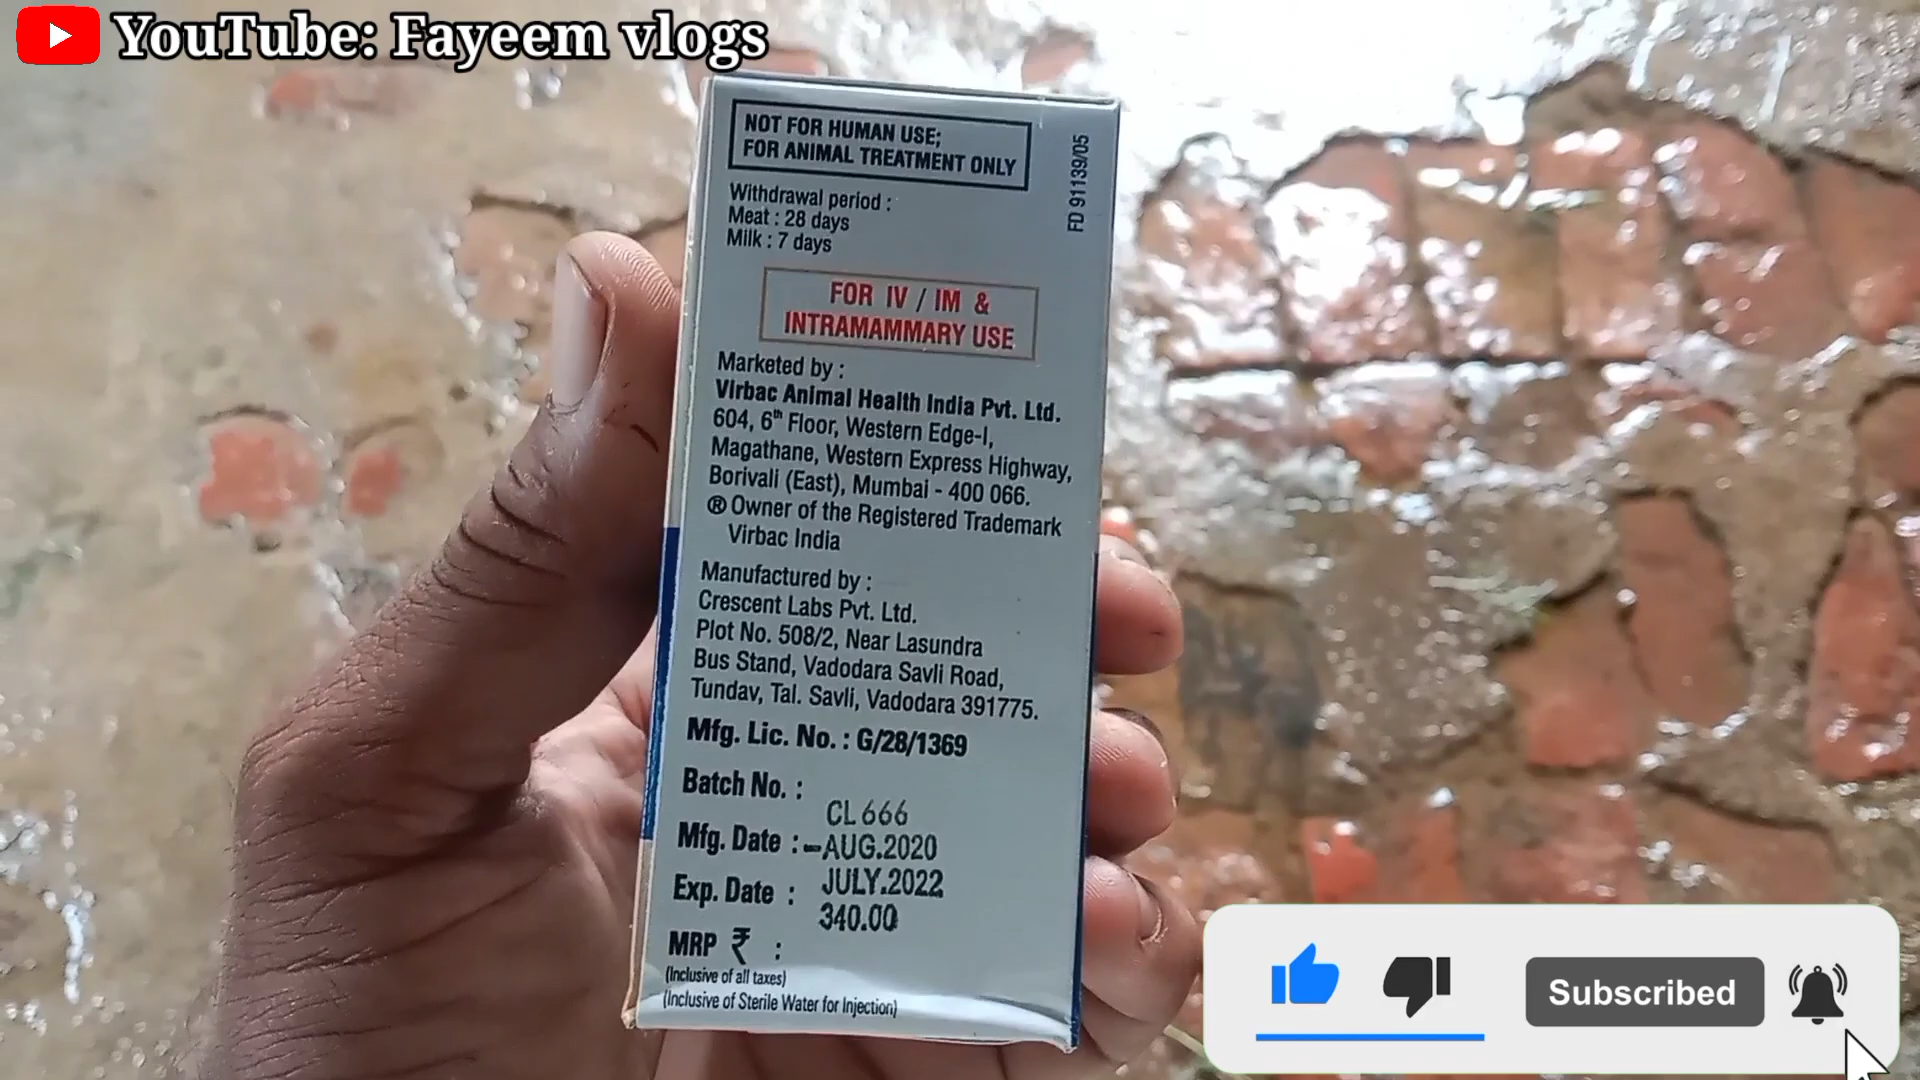 YouTube: Fayeem vlogs
NOT FOR HUMAN USE;
FOR ANIMAL TREATMENT ONLY
FD 91139/05
Withdrawal period :
Meat : 28 days
Milk : 7 days
FOR IV / IM &
INTRAMAMMARY USE
Marketed by :
Virbac Animal Health India Pvt. Ltd.
604, 6th Floor, Western Edge-I,
Magathane, Western Express Highway,
Borivali (East), Mumbai - 400 066.
® Owner of the Registered Trademark
Virbac India
Manufactured by :
Crescent Labs Pvt. Ltd.
Plot No. 508/2, Near Lasundra
Bus Stand, Vadodara Savli Road,
Tundav, Tal. Savli, Vadodara 391775.
Mfg. Lic. No. : G/28/1369
Batch No. : CL 666
Mfg. Date : AUG.2020
Exp. Date : JULY.2022
MRP ₹ : 340.00
(Inclusive of all taxes)
(Inclusive of Sterile Water for Injection)
Subscribed